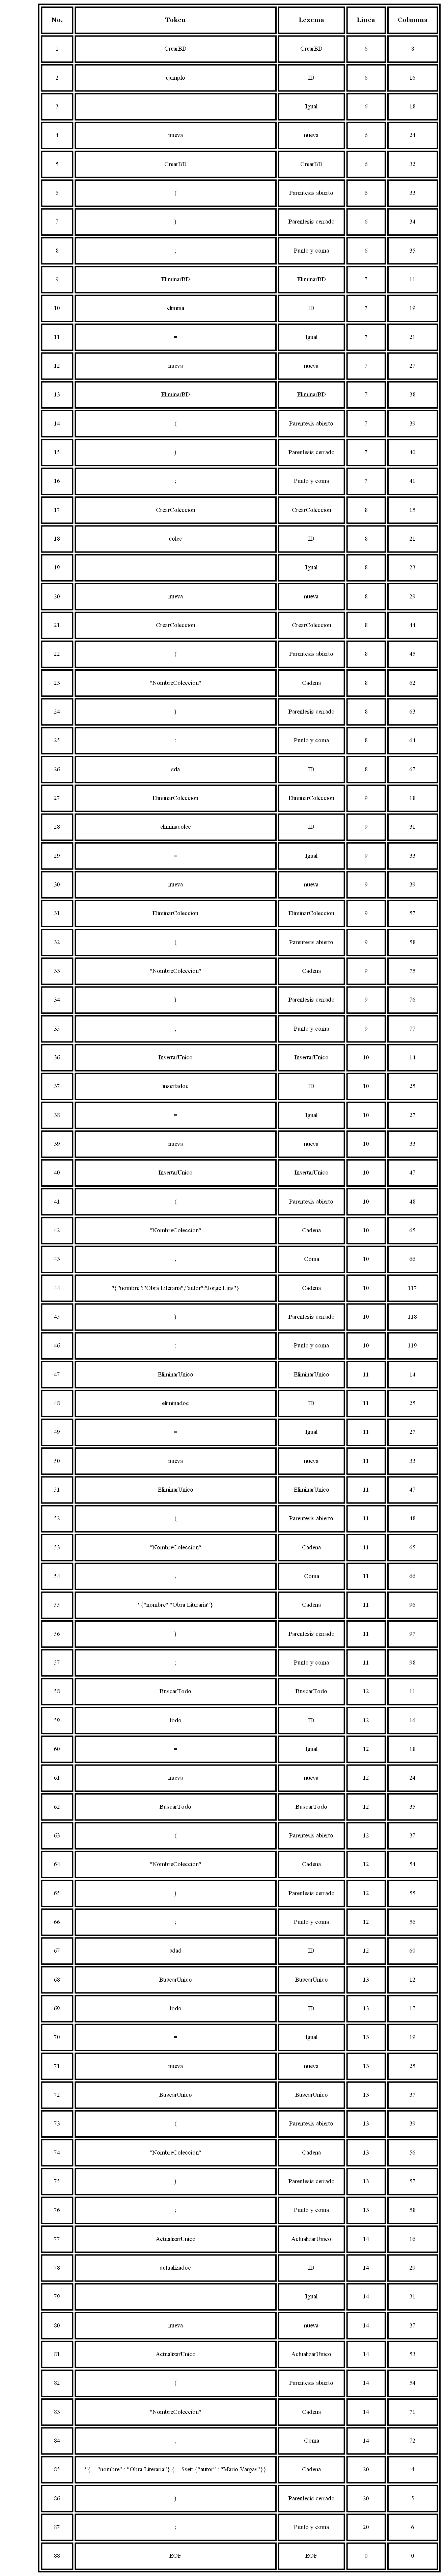 No. Token Lexema Linea Columna
1 CrearBD CrearBD 6 8
2 ejemplo ID 6 16
3 = Igual 6 18
4 nueva nueva 6 24
5 CrearBD CrearBD 6 32
6 ( Parentesis abierto 6 33
7 ) Parentesis cerrado 6 34
8 ; Punto y coma 6 35
9 EliminarBD EliminarBD 7 11
10 elimina ID 7 19
11 = Igual 7 21
12 nueva nueva 7 27
13 EliminarBD EliminarBD 7 38
14 ( Parentesis abierto 7 39
15 ) Parentesis cerrado 7 40
16 ; Punto y coma 7 41
17 CrearColeccion CrearColeccion 8 15
18 colec ID 8 21
19 = Igual 8 23
20 nueva nueva 8 29
21 CrearColeccion CrearColeccion 8 44
22 ( Parentesis abierto 8 45
23 "NombreColeccion" Cadena 8 62
24 ) Parentesis cerrado 8 63
25 ; Punto y coma 8 64
26 sda ID 8 67
27 EliminarColeccion EliminarColeccion 9 18
28 eliminacolec ID 9 31
29 = Igual 9 33
30 nueva nueva 9 39
31 EliminarColeccion EliminarColeccion 9 57
32 ( Parentesis abierto 9 58
33 "NombreColeccion" Cadena 9 75
34 ) Parentesis cerrado 9 76
35 ; Punto y coma 9 77
36 InsertarUnico InsertarUnico 10 14
37 insertadoc ID 10 25
38 = Igual 10 27
39 nueva nueva 10 33
40 InsertarUnico InsertarUnico 10 47
41 ( Parentesis abierto 10 48
42 "NombreColeccion" Cadena 10 65
43 , Coma 10 66
44 "{"nombre":"Obra Literaria","autor":"Jorge Luis"} Cadena 10 117
45 ) Parentesis cerrado 10 118
46 ; Punto y coma 10 119
47 EliminarUnico EliminarUnico 11 14
48 eliminadoc ID 11 25
49 = Igual 11 27
50 nueva nueva 11 33
51 EliminarUnico EliminarUnico 11 47
52 ( Parentesis abierto 11 48
53 "NombreColeccion" Cadena 11 65
54 , Coma 11 66
55 "{"nombre":"Obra Literaria"} Cadena 11 96
56 ) Parentesis cerrado 11 97
57 ; Punto y coma 11 98
58 BuscarTodo BuscarTodo 12 11
59 todo ID 12 16
60 = Igual 12 18
61 nueva nueva 12 24
62 BuscarTodo BuscarTodo 12 35
63 ( Parentesis abierto 12 37
64 "NombreColeccion" Cadena 12 54
65 ) Parentesis cerrado 12 55
66 ; Punto y coma 12 56
67 sdad ID 12 60
68 BuscarUnico BuscarUnico 13 12
69 todo ID 13 17
70 = Igual 13 19
71 nueva nueva 13 25
72 BuscarUnico BuscarUnico 13 37
73 ( Parentesis abierto 13 39
74 "NombreColeccion" Cadena 13 56
75 ) Parentesis cerrado 13 57
76 ; Punto y coma 13 58
77 ActualizarUnico ActualizarUnico 14 16
78 actualizadoc ID 14 29
79 = Igual 14 31
80 nueva nueva 14 37
81 ActualizarUnico ActualizarUnico 14 53
82 ( Parentesis abierto 14 54
83 "NombreColeccion" Cadena 14 71
84 , Coma 14 72
85 "{ "nombre" : "Obra Literaria"},{ $set: {"autor" : "Mario Vargas"}} Cadena 20 4
86 ) Parentesis cerrado 20 5
87 ; Punto y coma 20 6
88 EOF EOF 0 0